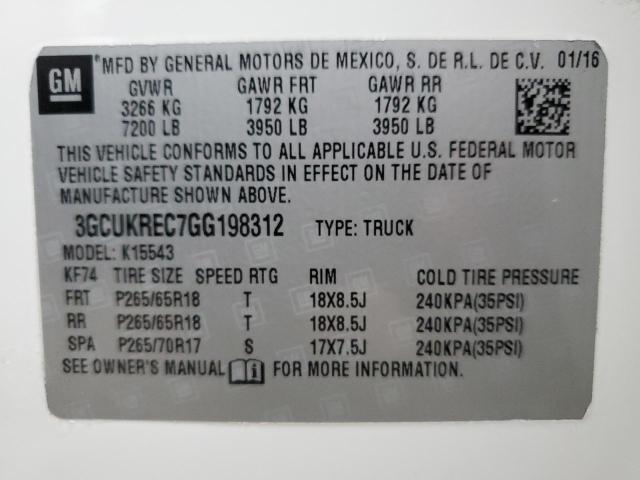 GM
®MFD BY GENERAL MOTORS DE MEXICO, S. DE R.L. DE C.V. 01/16
GVWR GAWR FRT GAWR RR
3266 KG 1792 KG 1792 KG
7200 LB 3950 LB 3950 LB
THIS VEHICLE CONFORMS TO ALL APPLICABLE U.S. FEDERAL MOTOR
VEHICLE SAFETY STANDARDS IN EFFECT ON THE DATE OF
MANUFACTURE SHOWN ABOVE.
3GCUKREC7GG198312 TYPE: TRUCK
MODEL: K15543
KF74 TIRE SIZE SPEED RTG RIM COLD TIRE PRESSURE
FRT P265/65R18 T 18X8.5J 240KPA(35PSI)
RR P265/65R18 T 18X8.5J 240KPA(35PSI)
SPA P265/70R17 S 17X7.5J 240KPA(35PSI)
SEE OWNER'S MANUAL FOR MORE INFORMATION.